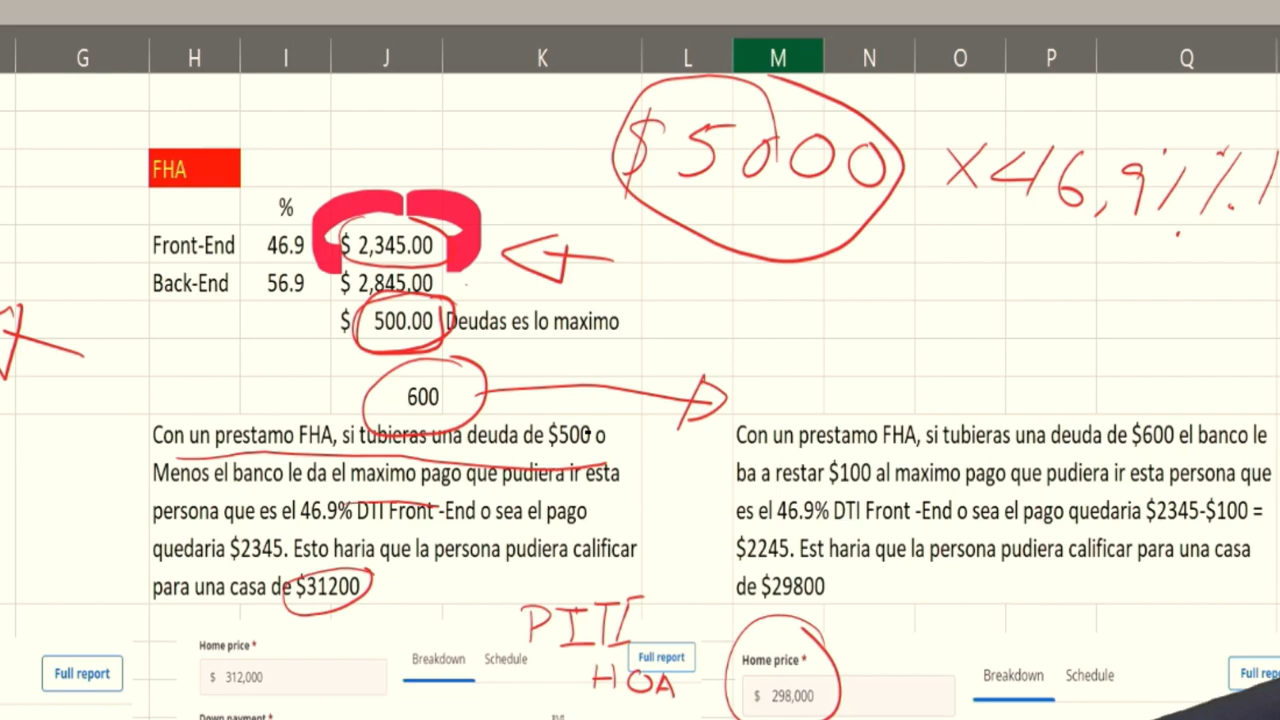 G H I J K L M N O P Q
$5000 X 46,9%
FHA
%
Front-End 46.9 $ 2,345.00
Back-End 56.9 $ 2,845.00
$ 500.00 Deudas es lo maximo
600
Con un prestamo FHA, si tubieras una deuda de $500 o
Menos el banco le da el maximo pago que pudiera ir esta
persona que es el 46.9% DTI Front -End o sea el pago
quedaria $2345. Esto haria que la persona pudiera calificar
para una casa de $31200
Con un prestamo FHA, si tubieras una deuda de $600 el banco le
ba a restar $100 al maximo pago que pudiera ir esta persona que
es el 46.9% DTI Front -End o sea el pago quedaria $2345-$100 =
$2245. Est haria que la persona pudiera calificar para una casa
de $29800
PITI
HOA
Full report
Home price *
$ 312,000
Breakdown Schedule
Full report
Down payment *
Home price *
$ 298,000
Breakdown Schedule
Full rep